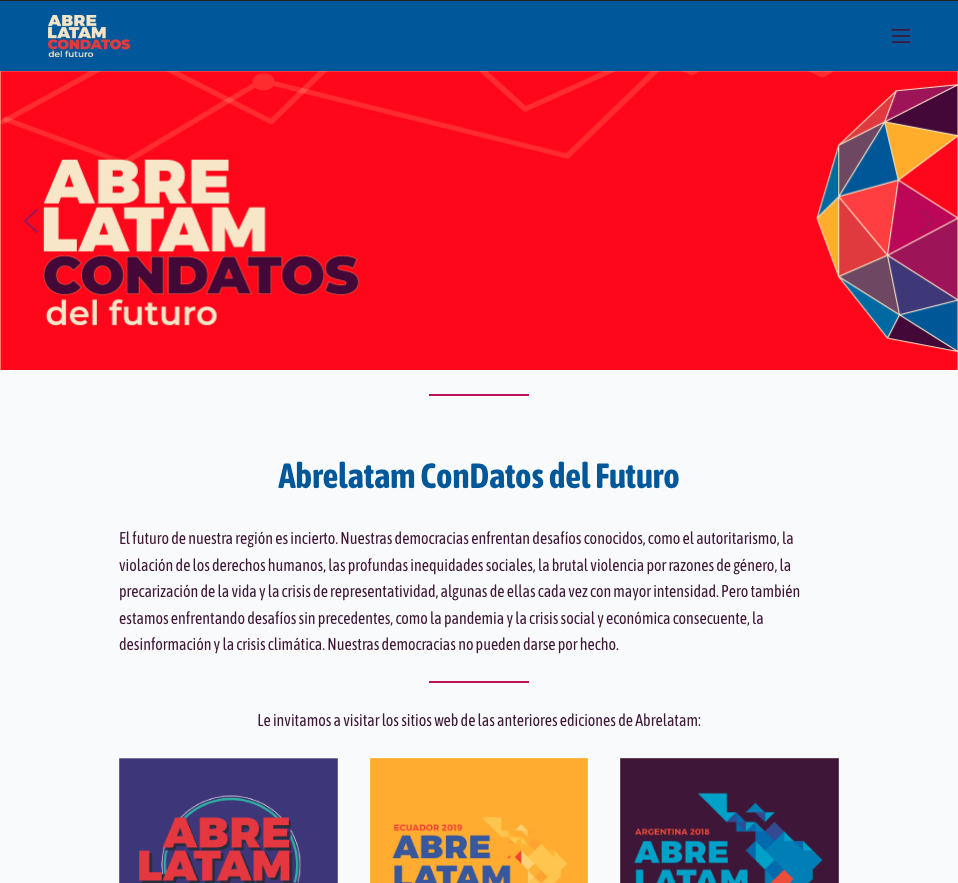 ABRE
LATAM
CONDATOS
del futuro
ABRE
LATAM
CONDATOS
del futuro
Abrelatam ConDatos del Futuro
El futuro de nuestra región es incierto. Nuestras democracias enfrentan desafíos conocidos, como el autoritarismo, la
violación de los derechos humanos, las profundas inequidades sociales, la brutal violencia por razones de género, la
precarización de la vida y la crisis de representatividad, algunas de ellas cada vez con mayor intensidad. Pero también
estamos enfrentando desafíos sin precedentes, como la pandemia y la crisis social y económica consecuente, la
desinformación y la crisis climática. Nuestras democracias no pueden darse por hecho.
Le invitamos a visitar los sitios web de las anteriores ediciones de Abrelatam:
ABRE
LATAM
ECUADOR 2019
ABRE
LATAM
ARGENTINA 2018
ABRE
LATAM